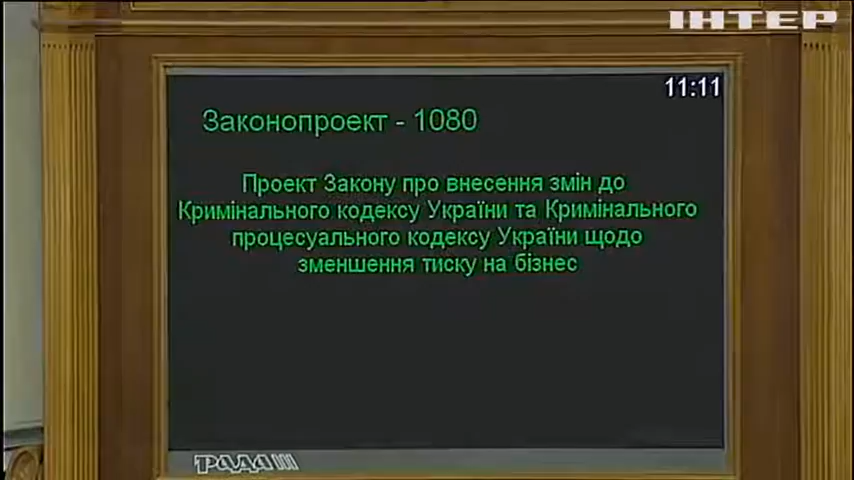 ІНТЕР
11:11
Законопроект - 1080
Проект Закону про внесення змін до
Кримінального кодексу України та Кримінального
процесуального кодексу України щодо
зменшення тиску на бізнес
РАДА III